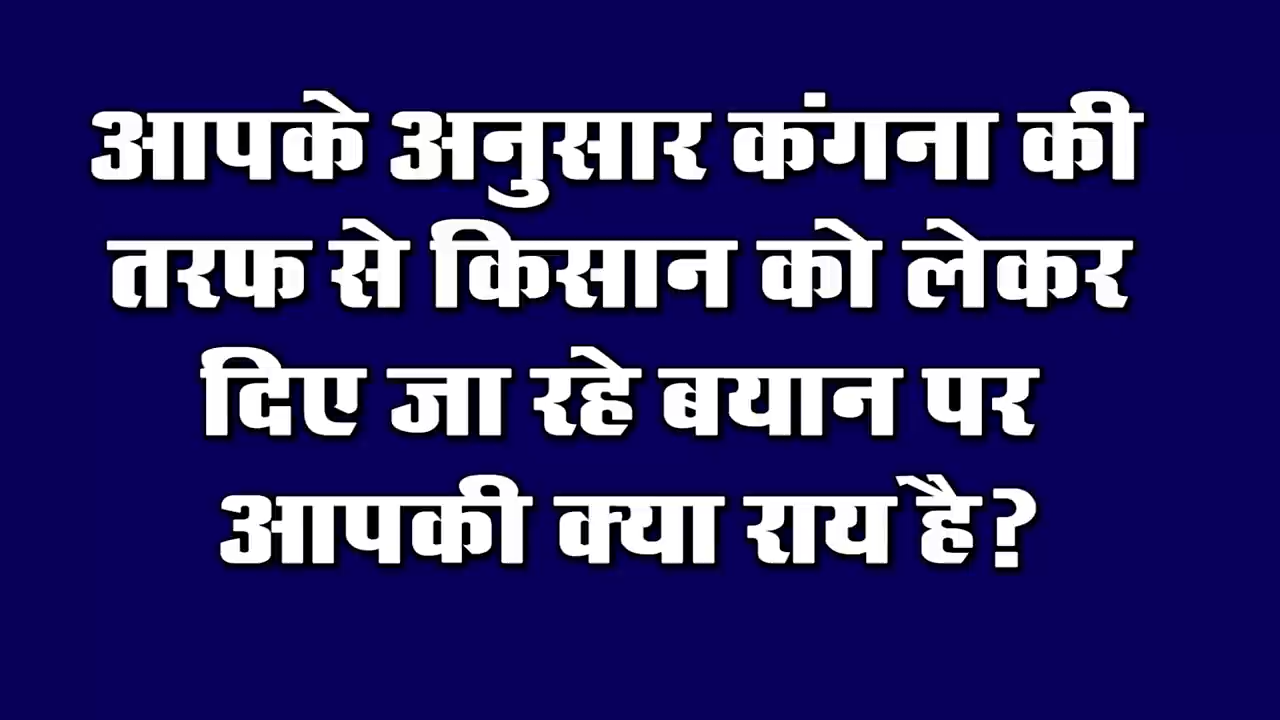 आपके अनुसार कंगना की
तरफ से किसान को लेकर
दिए जा रहे बयान पर
आपकी क्या राय है?